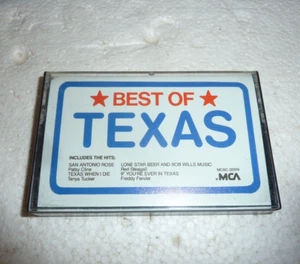 ★ BEST OF ★
TEXAS
INCLUDES THE HITS:
SAN ANTONIO ROSE
Patsy Cline
TEXAS WHEN I DIE
Tanya Tucker
LONE STAR BEER AND BOB WILLS MUSIC
Red Steagall
IF YOU'RE EVER IN TEXAS
Freddy Fender
MCA